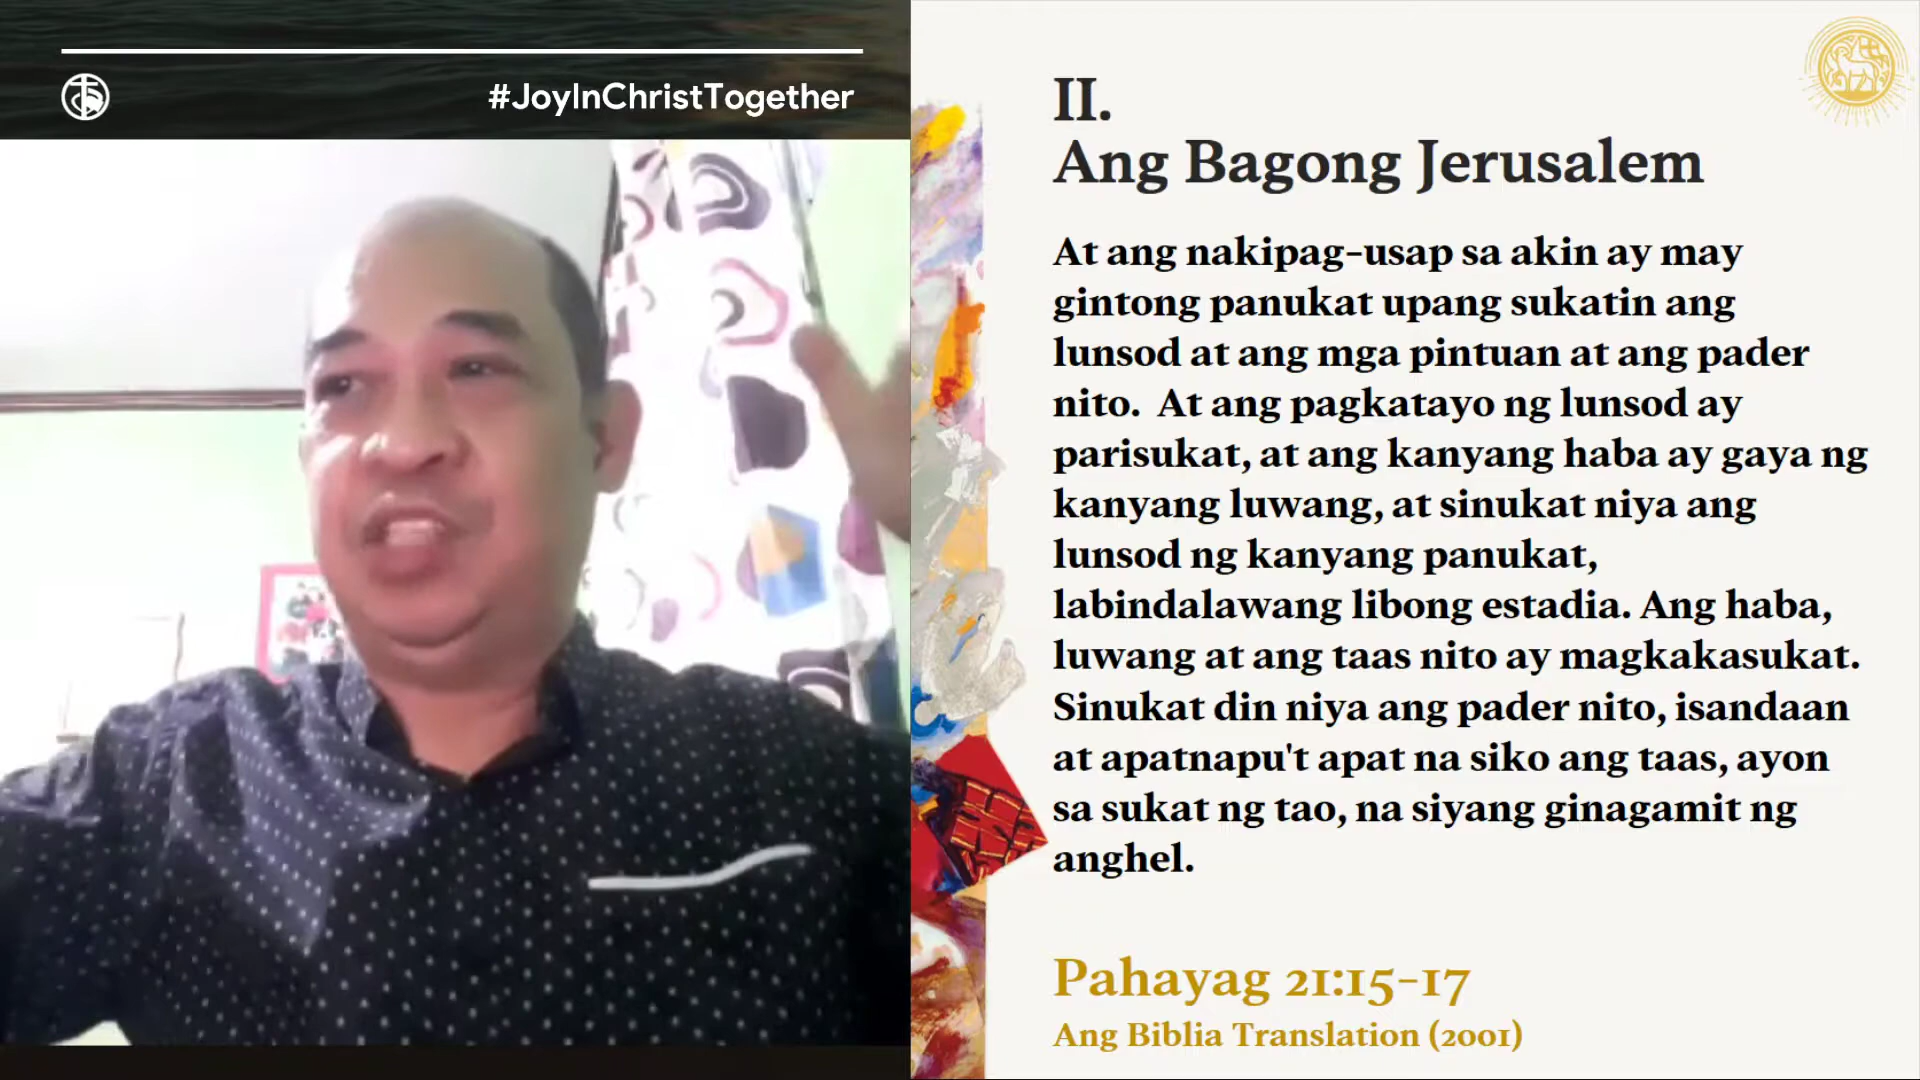 #JoyInChristTogether
II.
Ang Bagong Jerusalem
At ang nakipag-usap sa akin ay may
gintong panukat upang sukatin ang
lunsod at ang mga pintuan at ang pader
nito.  At ang pagkatayo ng lunsod ay
parisukat, at ang kanyang haba ay gaya ng
kanyang luwang, at sinukat niya ang
lunsod ng kanyang panukat,
labindalawang libong estadia. Ang haba,
luwang at ang taas nito ay magkakasukat.
Sinukat din niya ang pader nito, isandaan
at apatnapu't apat na siko ang taas, ayon
sa sukat ng tao, na siyang ginagamit ng
anghel.
Pahayag 21:15-17
Ang Biblia Translation (2001)